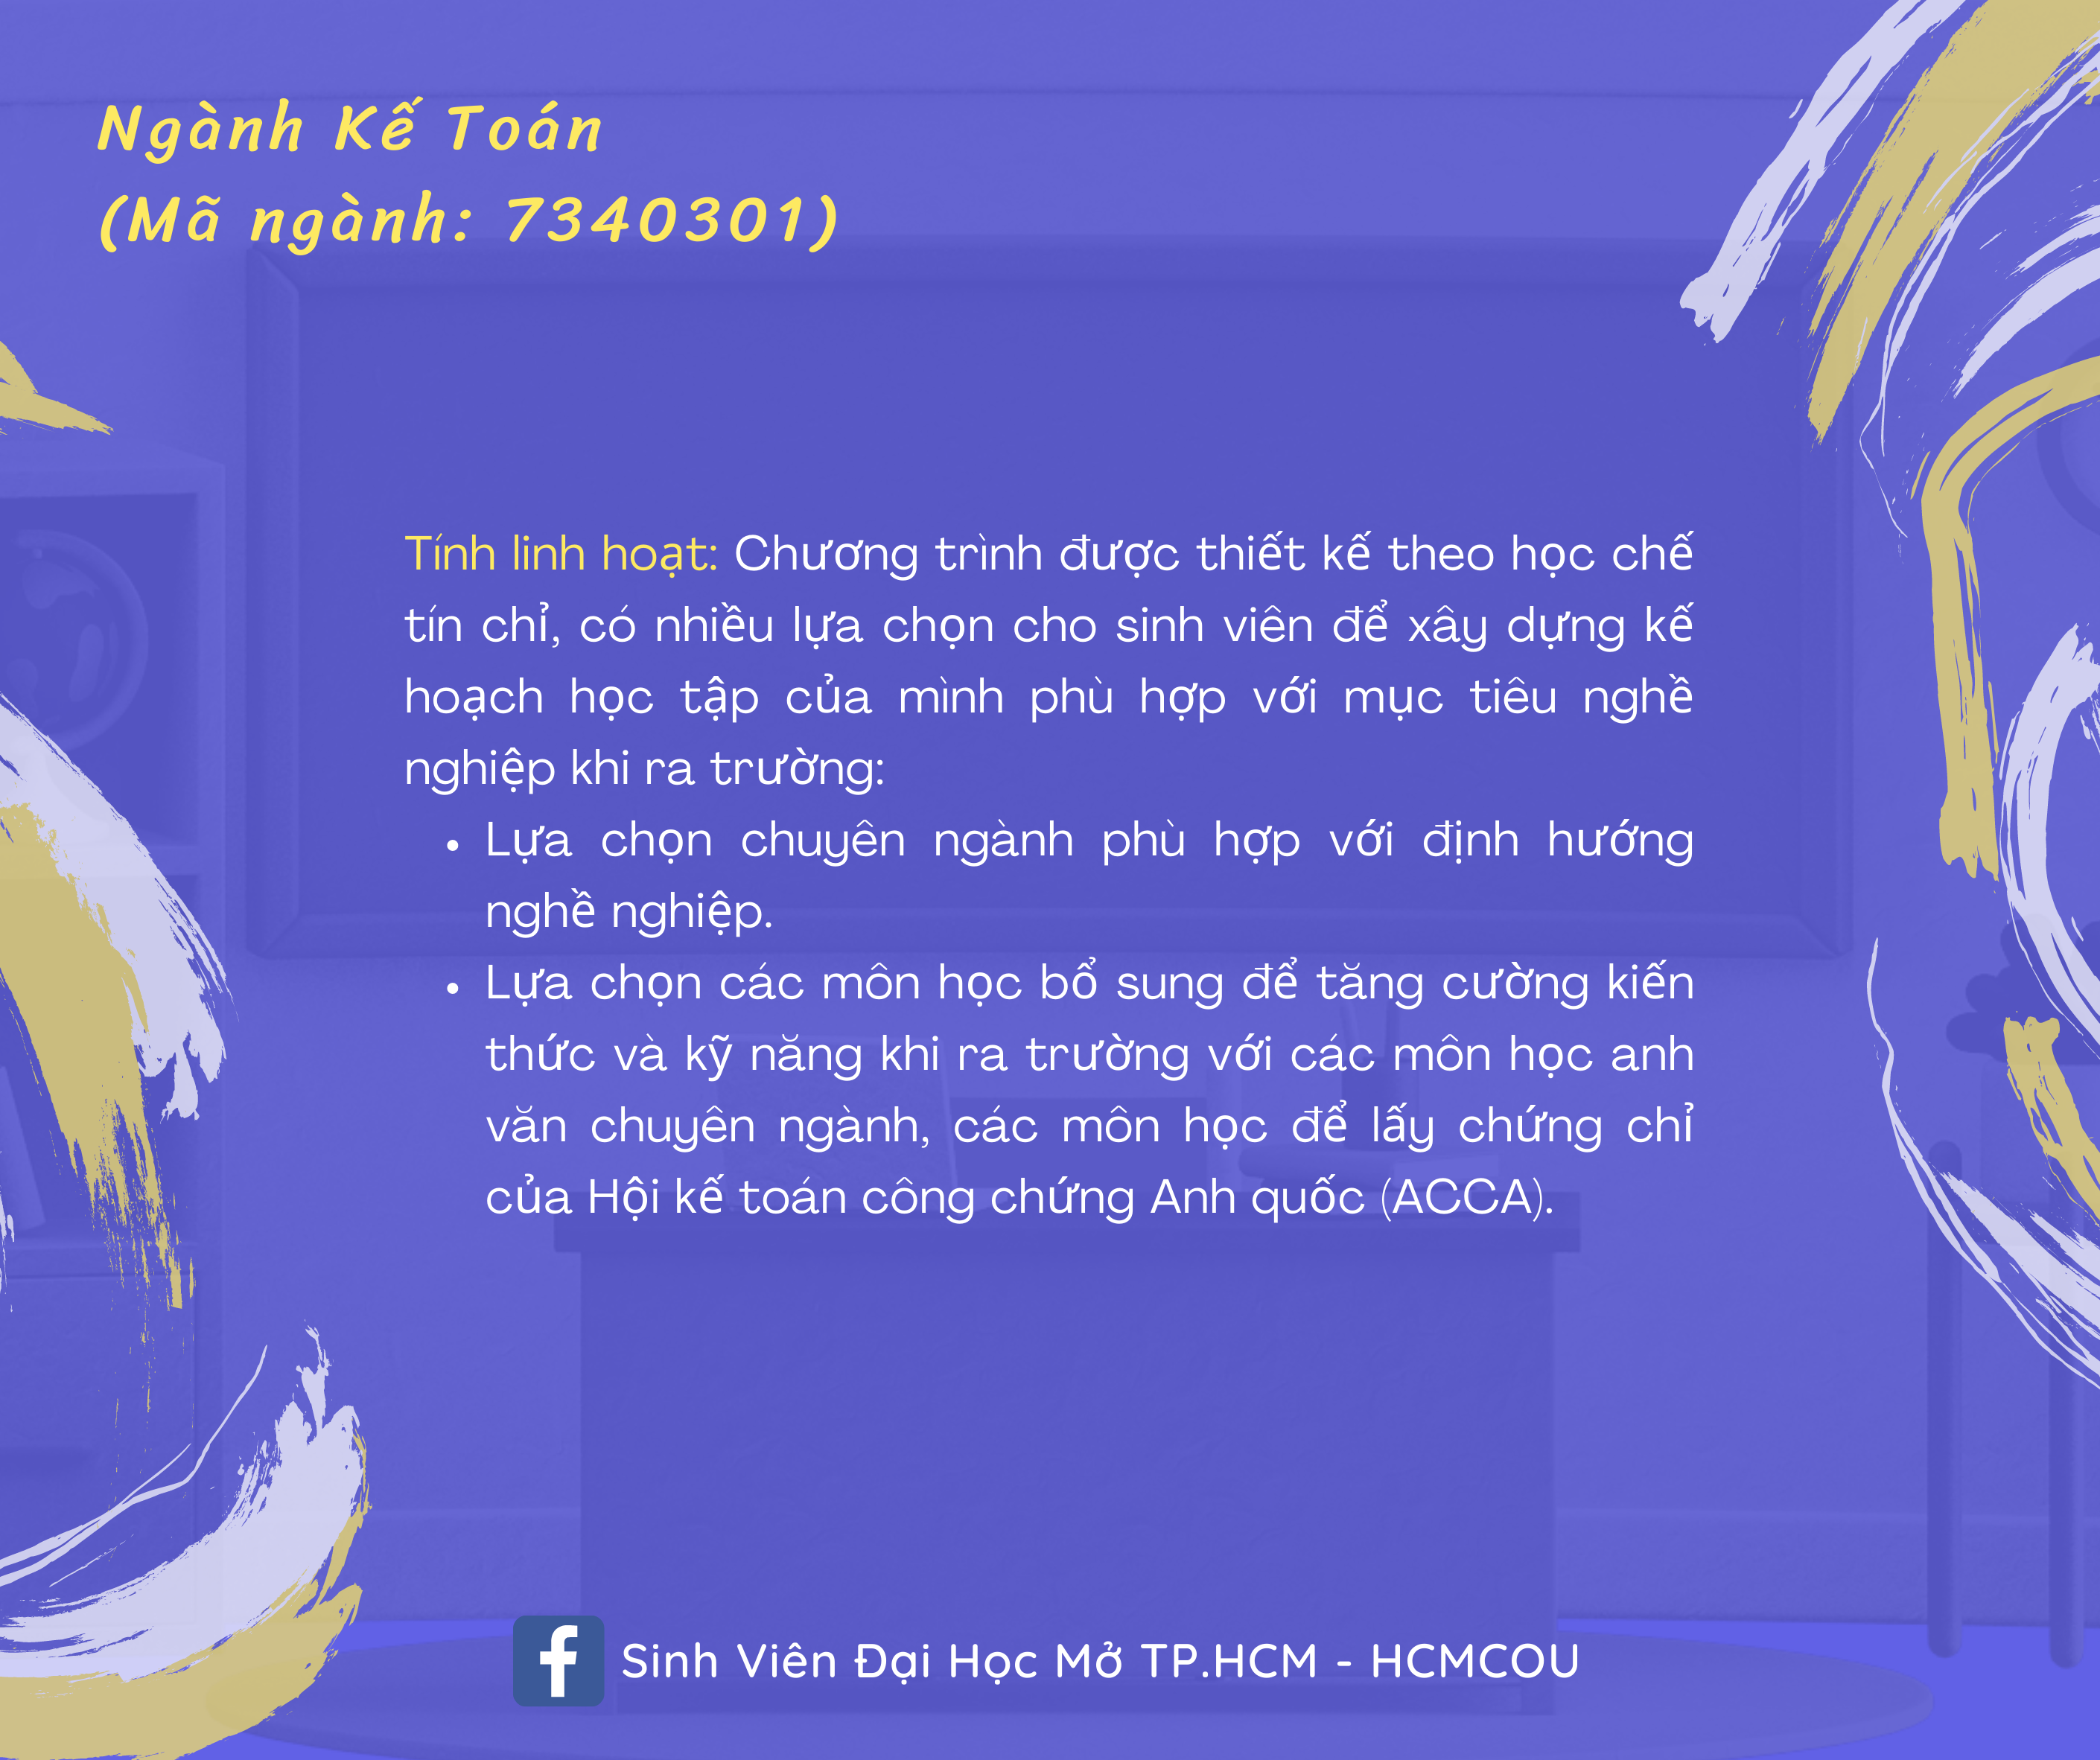 Ngành Kế Toán
(Mã ngành: 7340301)
Tính linh hoạt: Chương trình được thiết kế theo học chế
tín chỉ, có nhiều lựa chọn cho sinh viên để xây dựng kế
hoạch học tập của mình phù hợp với mục tiêu nghề
nghiệp khi ra trường:
• Lựa chọn chuyên ngành phù hợp với định hướng
nghề nghiệp.
• Lựa chọn các môn học bổ sung để tăng cường kiến
thức và kỹ năng khi ra trường với các môn học anh
văn chuyên ngành, các môn học để lấy chứng chỉ
của Hội kế toán công chứng Anh quốc (ACCA).
Sinh Viên Đại Học Mở TP.HCM - HCMCOU